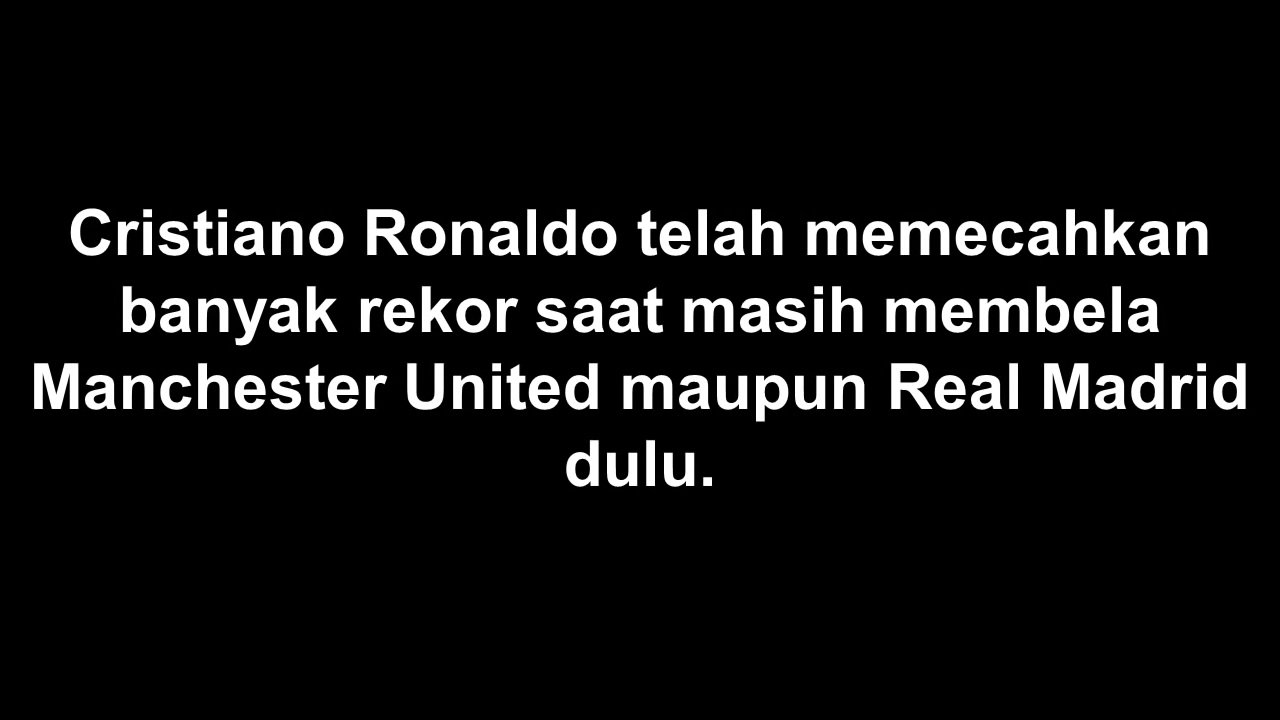 Cristiano Ronaldo telah memecahkan
banyak rekor saat masih membela
Manchester United maupun Real Madrid
dulu.